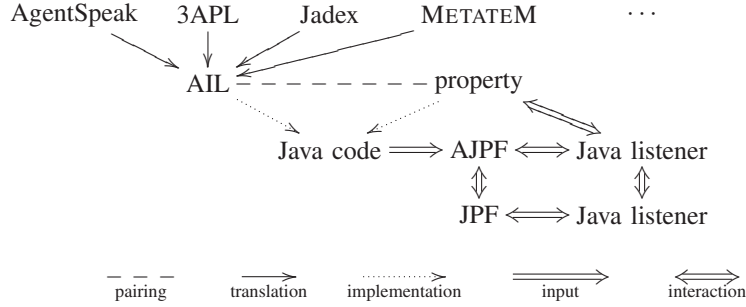 AgentSpeak 3APL Jadex METATEM ...
AIL property
Java code AJPF Java listener
JPF Java listener
pairing translation implementation input interaction